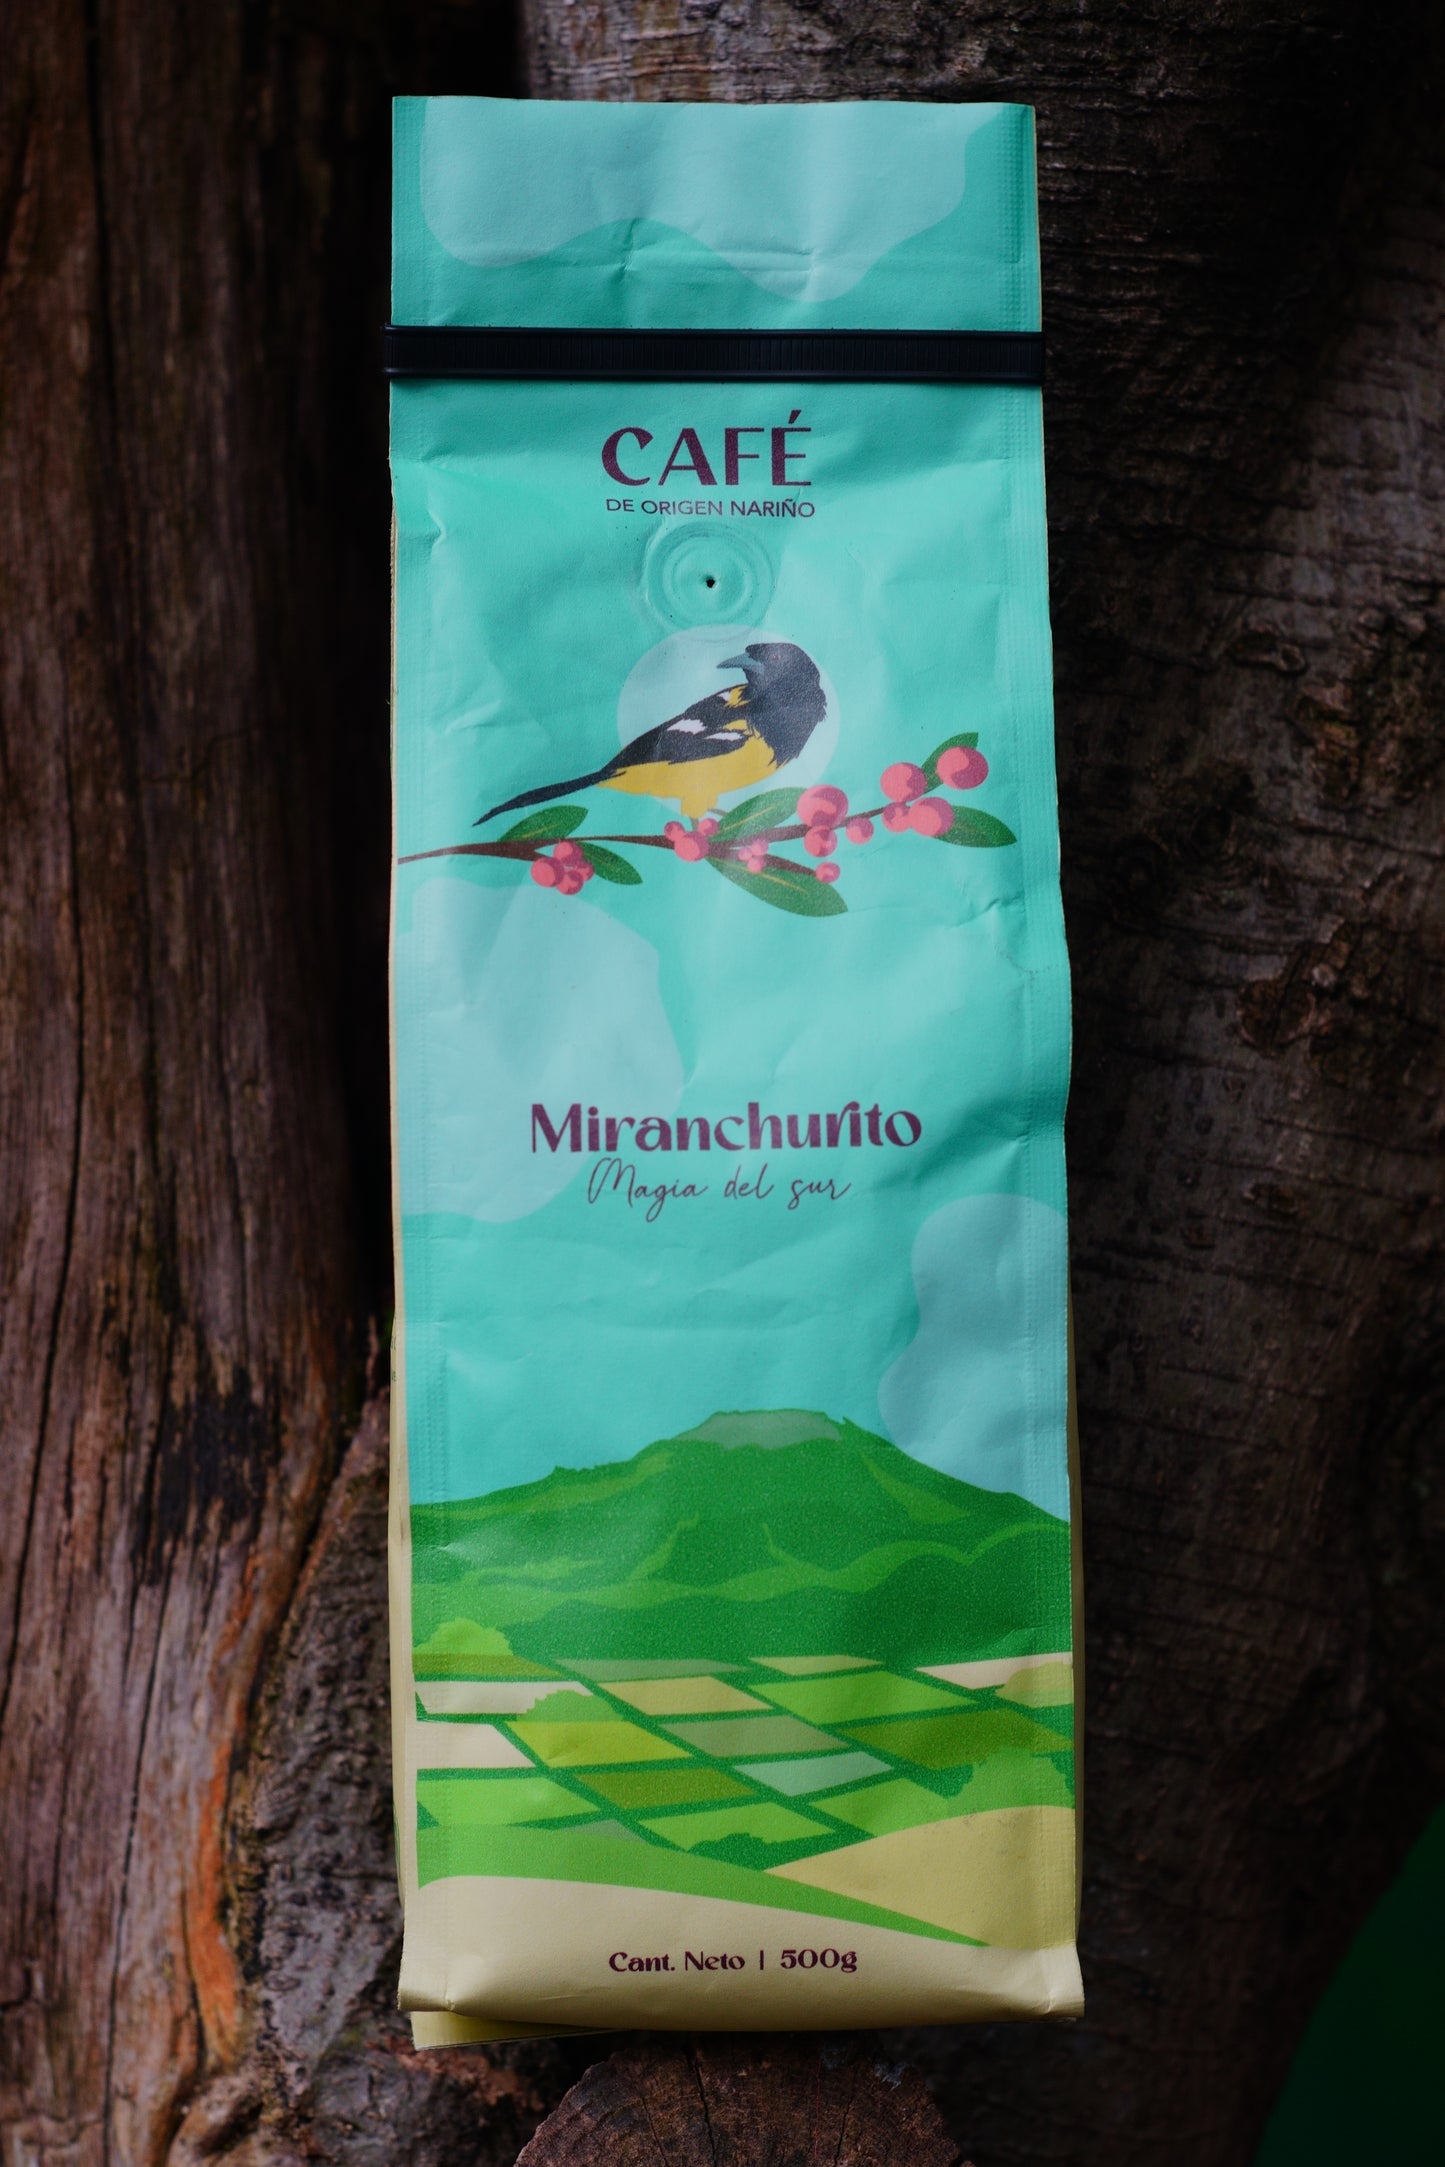 CAFÉ
DE ORIGEN NARIÑO
Miranchurito
Magia del sur
Cant. Neto | 500g